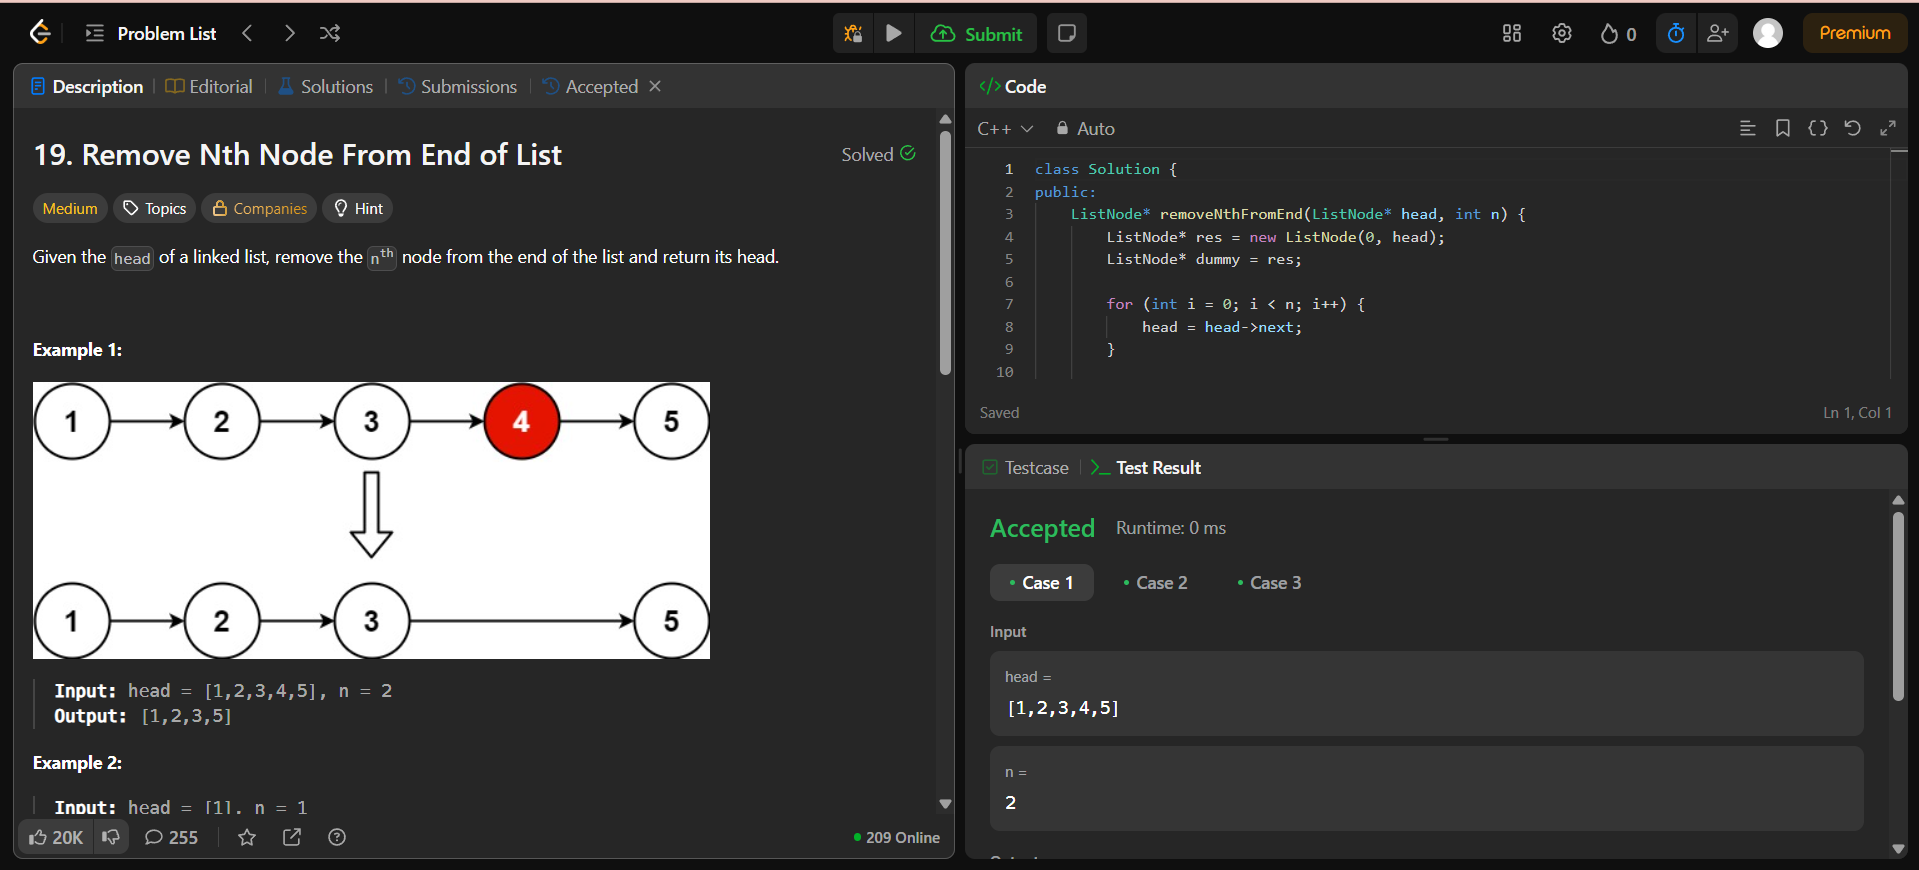 Problem List
Submit
0
Premium
Description
Editorial
Solutions
Submissions
Accepted
19. Remove Nth Node From End of List
Solved
Medium
Topics
Companies
Hint
Given the head of a linked list, remove the nth node from the end of the list and return its head.
Example 1:
1 2 3 4 5
1 2 3 5
Input: head = [1,2,3,4,5], n = 2
Output: [1,2,3,5]
Example 2:
Input: head = [1], n = 1
20K
255
209 Online
Code
C++
Auto
1 class Solution {
2 public:
3 ListNode* removeNthFromEnd(ListNode* head, int n) {
4 ListNode* res = new ListNode(0, head);
5 ListNode* dummy = res;
6
7 for (int i = 0; i < n; i++) {
8 head = head->next;
9 }
10
Saved
Ln 1, Col 1
Testcase
Test Result
Accepted
Runtime: 0 ms
Case 1
Case 2
Case 3
Input
head =
[1,2,3,4,5]
n =
2